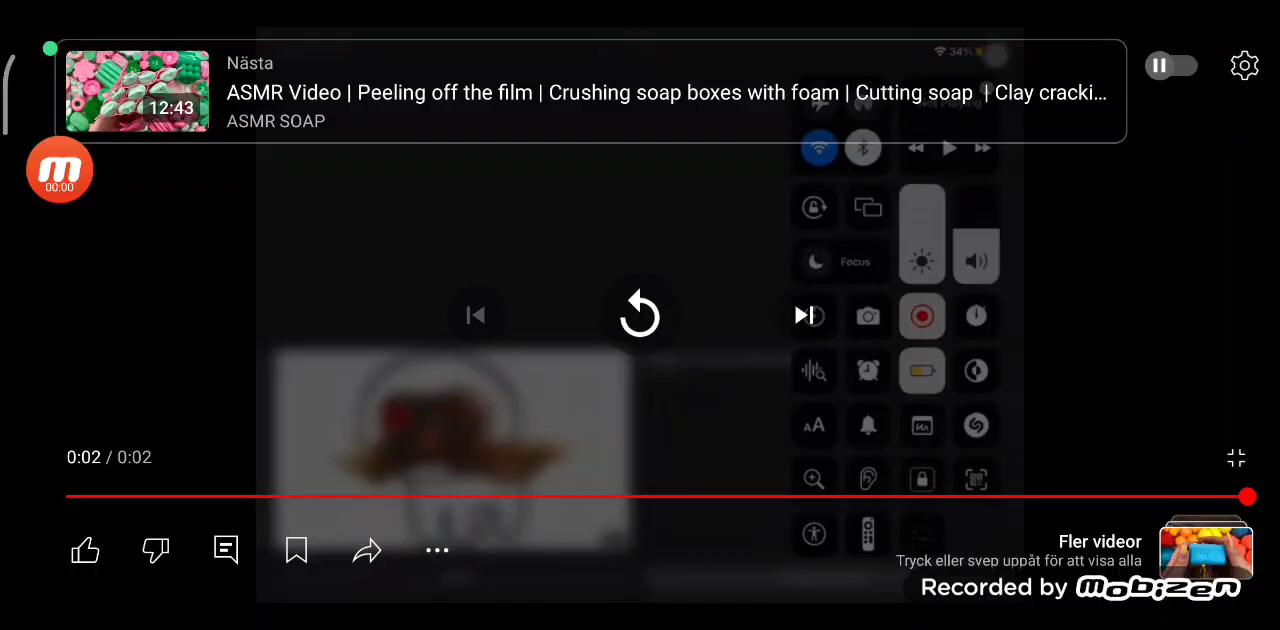 Nästa
34%
12:43
ASMR Video | Peeling off the film | Crushing soap boxes with foam | Cutting soap | Clay cracki...
ASMR SOAP
m
00:00
Focus
AA
0:02 / 0:02
Fler videor
Tryck eller svep uppåt för att visa alla
Recorded by mobizen